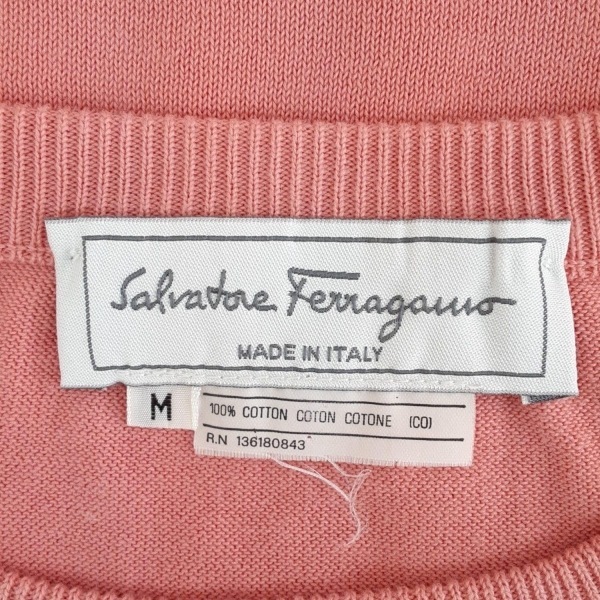 Salvatore Ferragamo
MADE IN ITALY
M
100% COTTON COTON COTONE (CO)
R.N 136180843